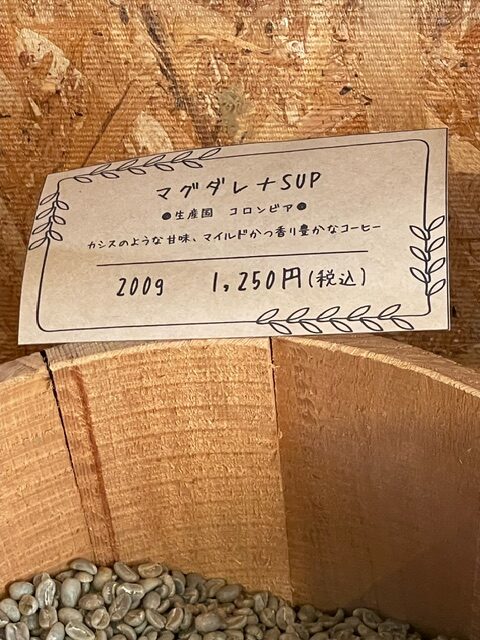 マグダレナSUP
●生産国 コロンビア●
カシスのような甘味、マイルドかつ香り豊かなコーヒー
200g 1,250円(税込)